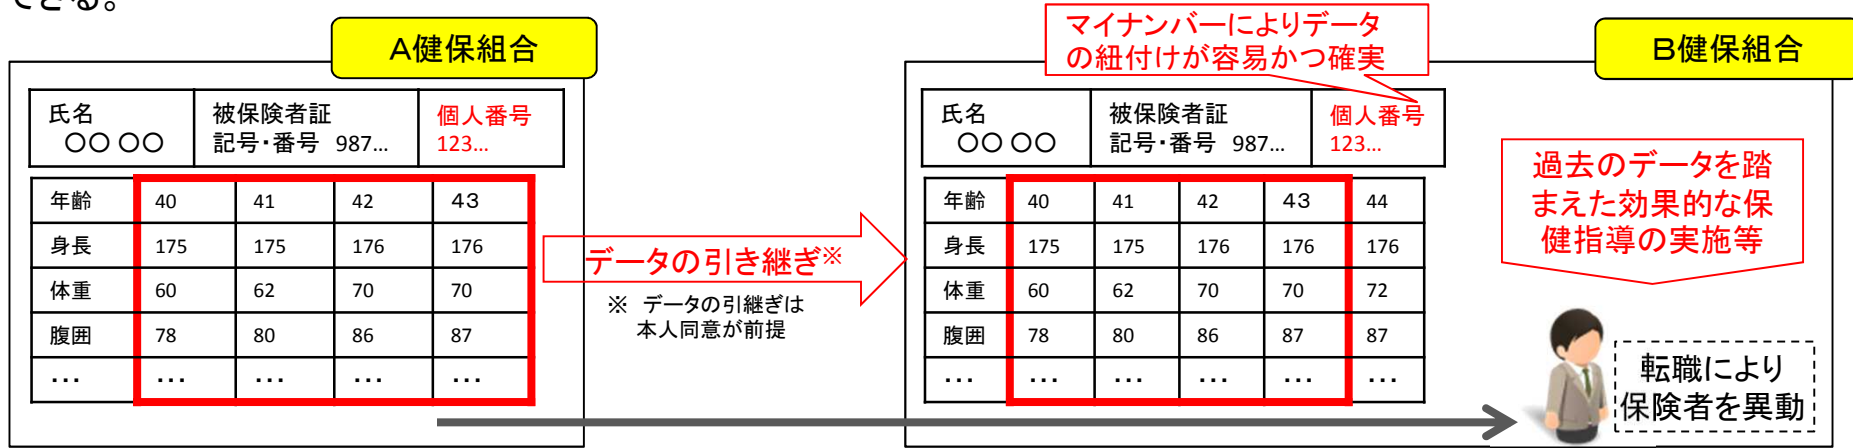 できる。
A健保組合
氏名
〇〇 〇〇
被保険者証
記号・番号 987...
個人番号
123...
年齢 40 41 42 43
身長 175 175 176 176
体重 60 62 70 70
腹囲 78 80 86 87
... ... ... ... ...
データの引き継ぎ※
※ データの引継ぎは
本人同意が前提
マイナンバーによりデータ
の紐付けが容易かつ確実
B健保組合
氏名
〇〇 〇〇
被保険者証
記号・番号 987...
個人番号
123...
年齢 40 41 42 43 44
身長 175 175 176 176 176
体重 60 62 70 70 72
腹囲 78 80 86 87 87
... ... ... ... ... ...
過去のデータを踏
まえた効果的な保
健指導の実施等
転職により
保険者を異動